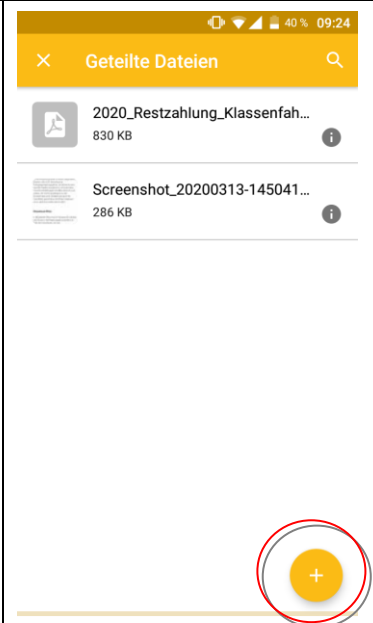 40 % 09:24
Geteilte Dateien
2020_Restzahlung_Klassenfah...
830 KB
Screenshot_20200313-145041...
286 KB